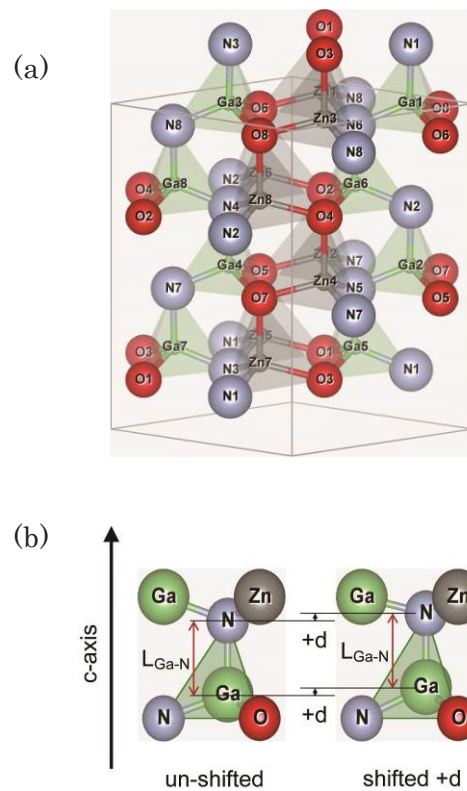 (a)
O1
N3 O3 N1
Zn1 N8
Ga3 O6 Zn3 Ga1 O8
N8 O8 N6 O6
N8
O4 Ga8 N2 O2 Ga6
O2 N4 Zn8 O4 N2
N2
Ga4 O5 N7 Ga2 O7
N7 O7 Zn4 N5 O5
N7
O3 Ga7 N1 Zn5 O1 Ga5
O1 N3 Zn7 O3 N1
N1
(b)
c-axis
Ga Zn Ga Zn
N N
+d
L Ga-N L Ga-N
+d
Ga Ga
N O N O
un-shifted shifted +d